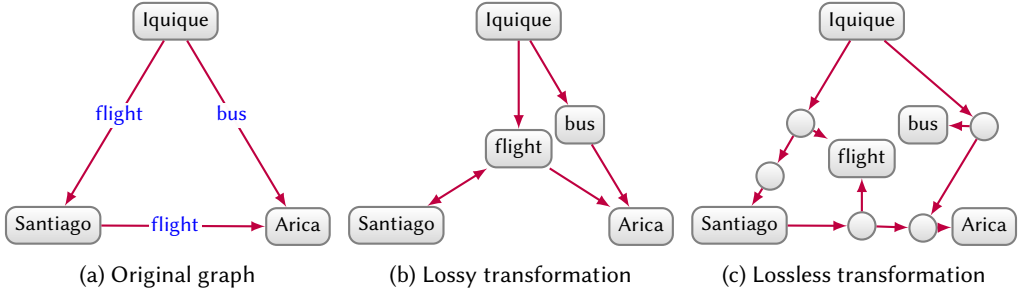 Iquique
flight
bus
Santiago
flight
Arica
(a) Original graph
Iquique
bus
flight
Santiago
Arica
(b) Lossy transformation
Iquique
bus
flight
Santiago
Arica
(c) Lossless transformation